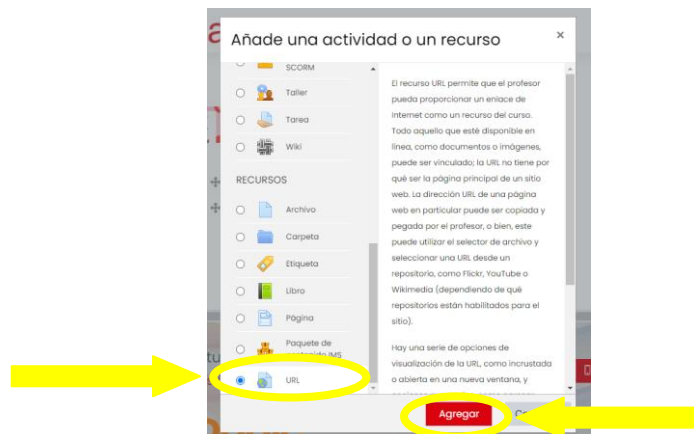 Añade una actividad o un recurso
×
SCORM
Taller
Tarea
Wiki
RECURSOS
Archivo
Carpeta
Etiqueta
Libro
Página
Paquete de
contenido IMS
URL
El recurso URL permite que el profesor
pueda proporcionar un enlace de
Internet como un recurso del curso.
Todo aquello que esté disponible en
línea, como documentos o imágenes,
puede ser vinculado; la URL no tiene por
qué ser la página principal de un sitio
web. La dirección URL de una página
web en particular puede ser copiada y
pegada por el profesor, o bien, este
puede utilizar el selector de archivo y
seleccionar una URL desde un
repositorio, como Flickr, YouTube o
Wikimedia (dependiendo de qué
repositorios están habilitados para el
sitio).
Hay una serie de opciones de
visualización de la URL, como incrustada
o abierta en una nueva ventana, y
Agregar